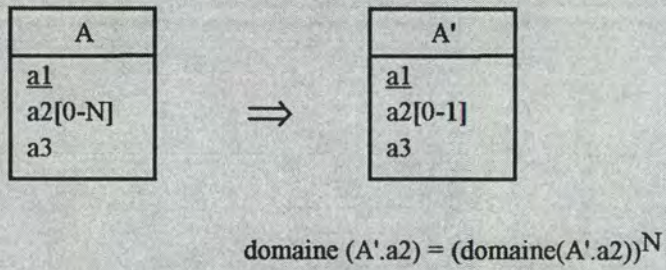 A
a1
a2[0-N]
a3
⇒
A'
a1
a2[0-1]
a3
domaine (A'.a2) = (domaine(A'.a2))^N